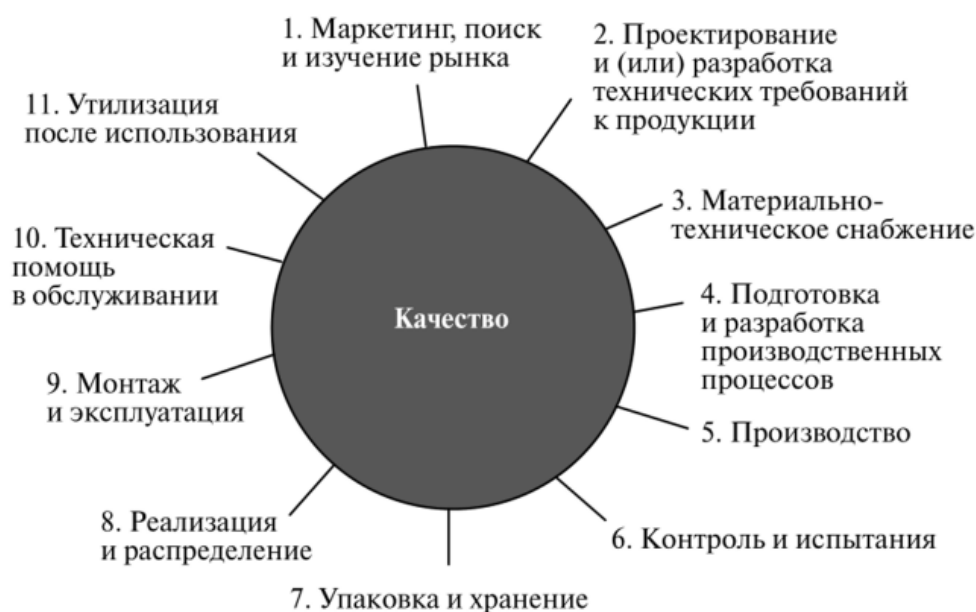 1. Маркетинг, поиск
и изучение рынка
2. Проектирование
и (или) разработка
технических требований
к продукции
3. Материально-
техническое снабжение
4. Подготовка
и разработка
производственных
процессов
5. Производство
6. Контроль и испытания
7. Упаковка и хранение
8. Реализация
и распределение
9. Монтаж
и эксплуатация
10. Техническая
помощь
в обслуживании
11. Утилизация
после использования
Качество